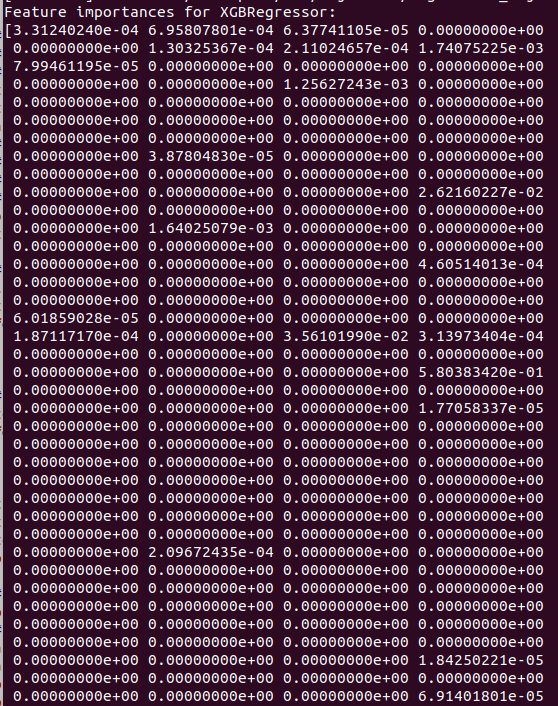 Feature importances for XGBRegressor:
[3.31240240e-04 6.95807801e-04 6.37741105e-05 0.00000000e+00
0.00000000e+00 1.30325367e-04 2.11024657e-04 1.74075225e-03
7.99461195e-05 0.00000000e+00 0.00000000e+00 0.00000000e+00
0.00000000e+00 0.00000000e+00 1.25627243e-03 0.00000000e+00
0.00000000e+00 0.00000000e+00 0.00000000e+00 0.00000000e+00
0.00000000e+00 0.00000000e+00 0.00000000e+00 0.00000000e+00
0.00000000e+00 0.00000000e+00 0.00000000e+00 0.00000000e+00
0.00000000e+00 3.87804830e-05 0.00000000e+00 0.00000000e+00
0.00000000e+00 0.00000000e+00 0.00000000e+00 0.00000000e+00
0.00000000e+00 0.00000000e+00 0.00000000e+00 2.62160227e-02
0.00000000e+00 0.00000000e+00 0.00000000e+00 0.00000000e+00
0.00000000e+00 1.64025079e-03 0.00000000e+00 0.00000000e+00
0.00000000e+00 0.00000000e+00 0.00000000e+00 0.00000000e+00
0.00000000e+00 0.00000000e+00 0.00000000e+00 4.60514013e-04
0.00000000e+00 0.00000000e+00 0.00000000e+00 0.00000000e+00
0.00000000e+00 0.00000000e+00 0.00000000e+00 0.00000000e+00
6.01859028e-05 0.00000000e+00 0.00000000e+00 0.00000000e+00
1.87117170e-04 0.00000000e+00 3.56101990e-02 3.13973404e-04
0.00000000e+00 0.00000000e+00 0.00000000e+00 0.00000000e+00
0.00000000e+00 0.00000000e+00 0.00000000e+00 5.80383420e-01
0.00000000e+00 0.00000000e+00 0.00000000e+00 0.00000000e+00
0.00000000e+00 0.00000000e+00 0.00000000e+00 1.77058337e-05
0.00000000e+00 0.00000000e+00 0.00000000e+00 0.00000000e+00
0.00000000e+00 0.00000000e+00 0.00000000e+00 0.00000000e+00
0.00000000e+00 0.00000000e+00 0.00000000e+00 0.00000000e+00
0.00000000e+00 0.00000000e+00 0.00000000e+00 0.00000000e+00
0.00000000e+00 0.00000000e+00 0.00000000e+00 0.00000000e+00
0.00000000e+00 0.00000000e+00 0.00000000e+00 0.00000000e+00
0.00000000e+00 0.00000000e+00 0.00000000e+00 0.00000000e+00
0.00000000e+00 2.09672435e-04 0.00000000e+00 0.00000000e+00
0.00000000e+00 0.00000000e+00 0.00000000e+00 0.00000000e+00
0.00000000e+00 0.00000000e+00 0.00000000e+00 0.00000000e+00
0.00000000e+00 0.00000000e+00 0.00000000e+00 0.00000000e+00
0.00000000e+00 0.00000000e+00 0.00000000e+00 0.00000000e+00
0.00000000e+00 0.00000000e+00 0.00000000e+00 0.00000000e+00
0.00000000e+00 0.00000000e+00 0.00000000e+00 1.84250221e-05
0.00000000e+00 0.00000000e+00 0.00000000e+00 0.00000000e+00
0.00000000e+00 0.00000000e+00 0.00000000e+00 6.91401801e-05